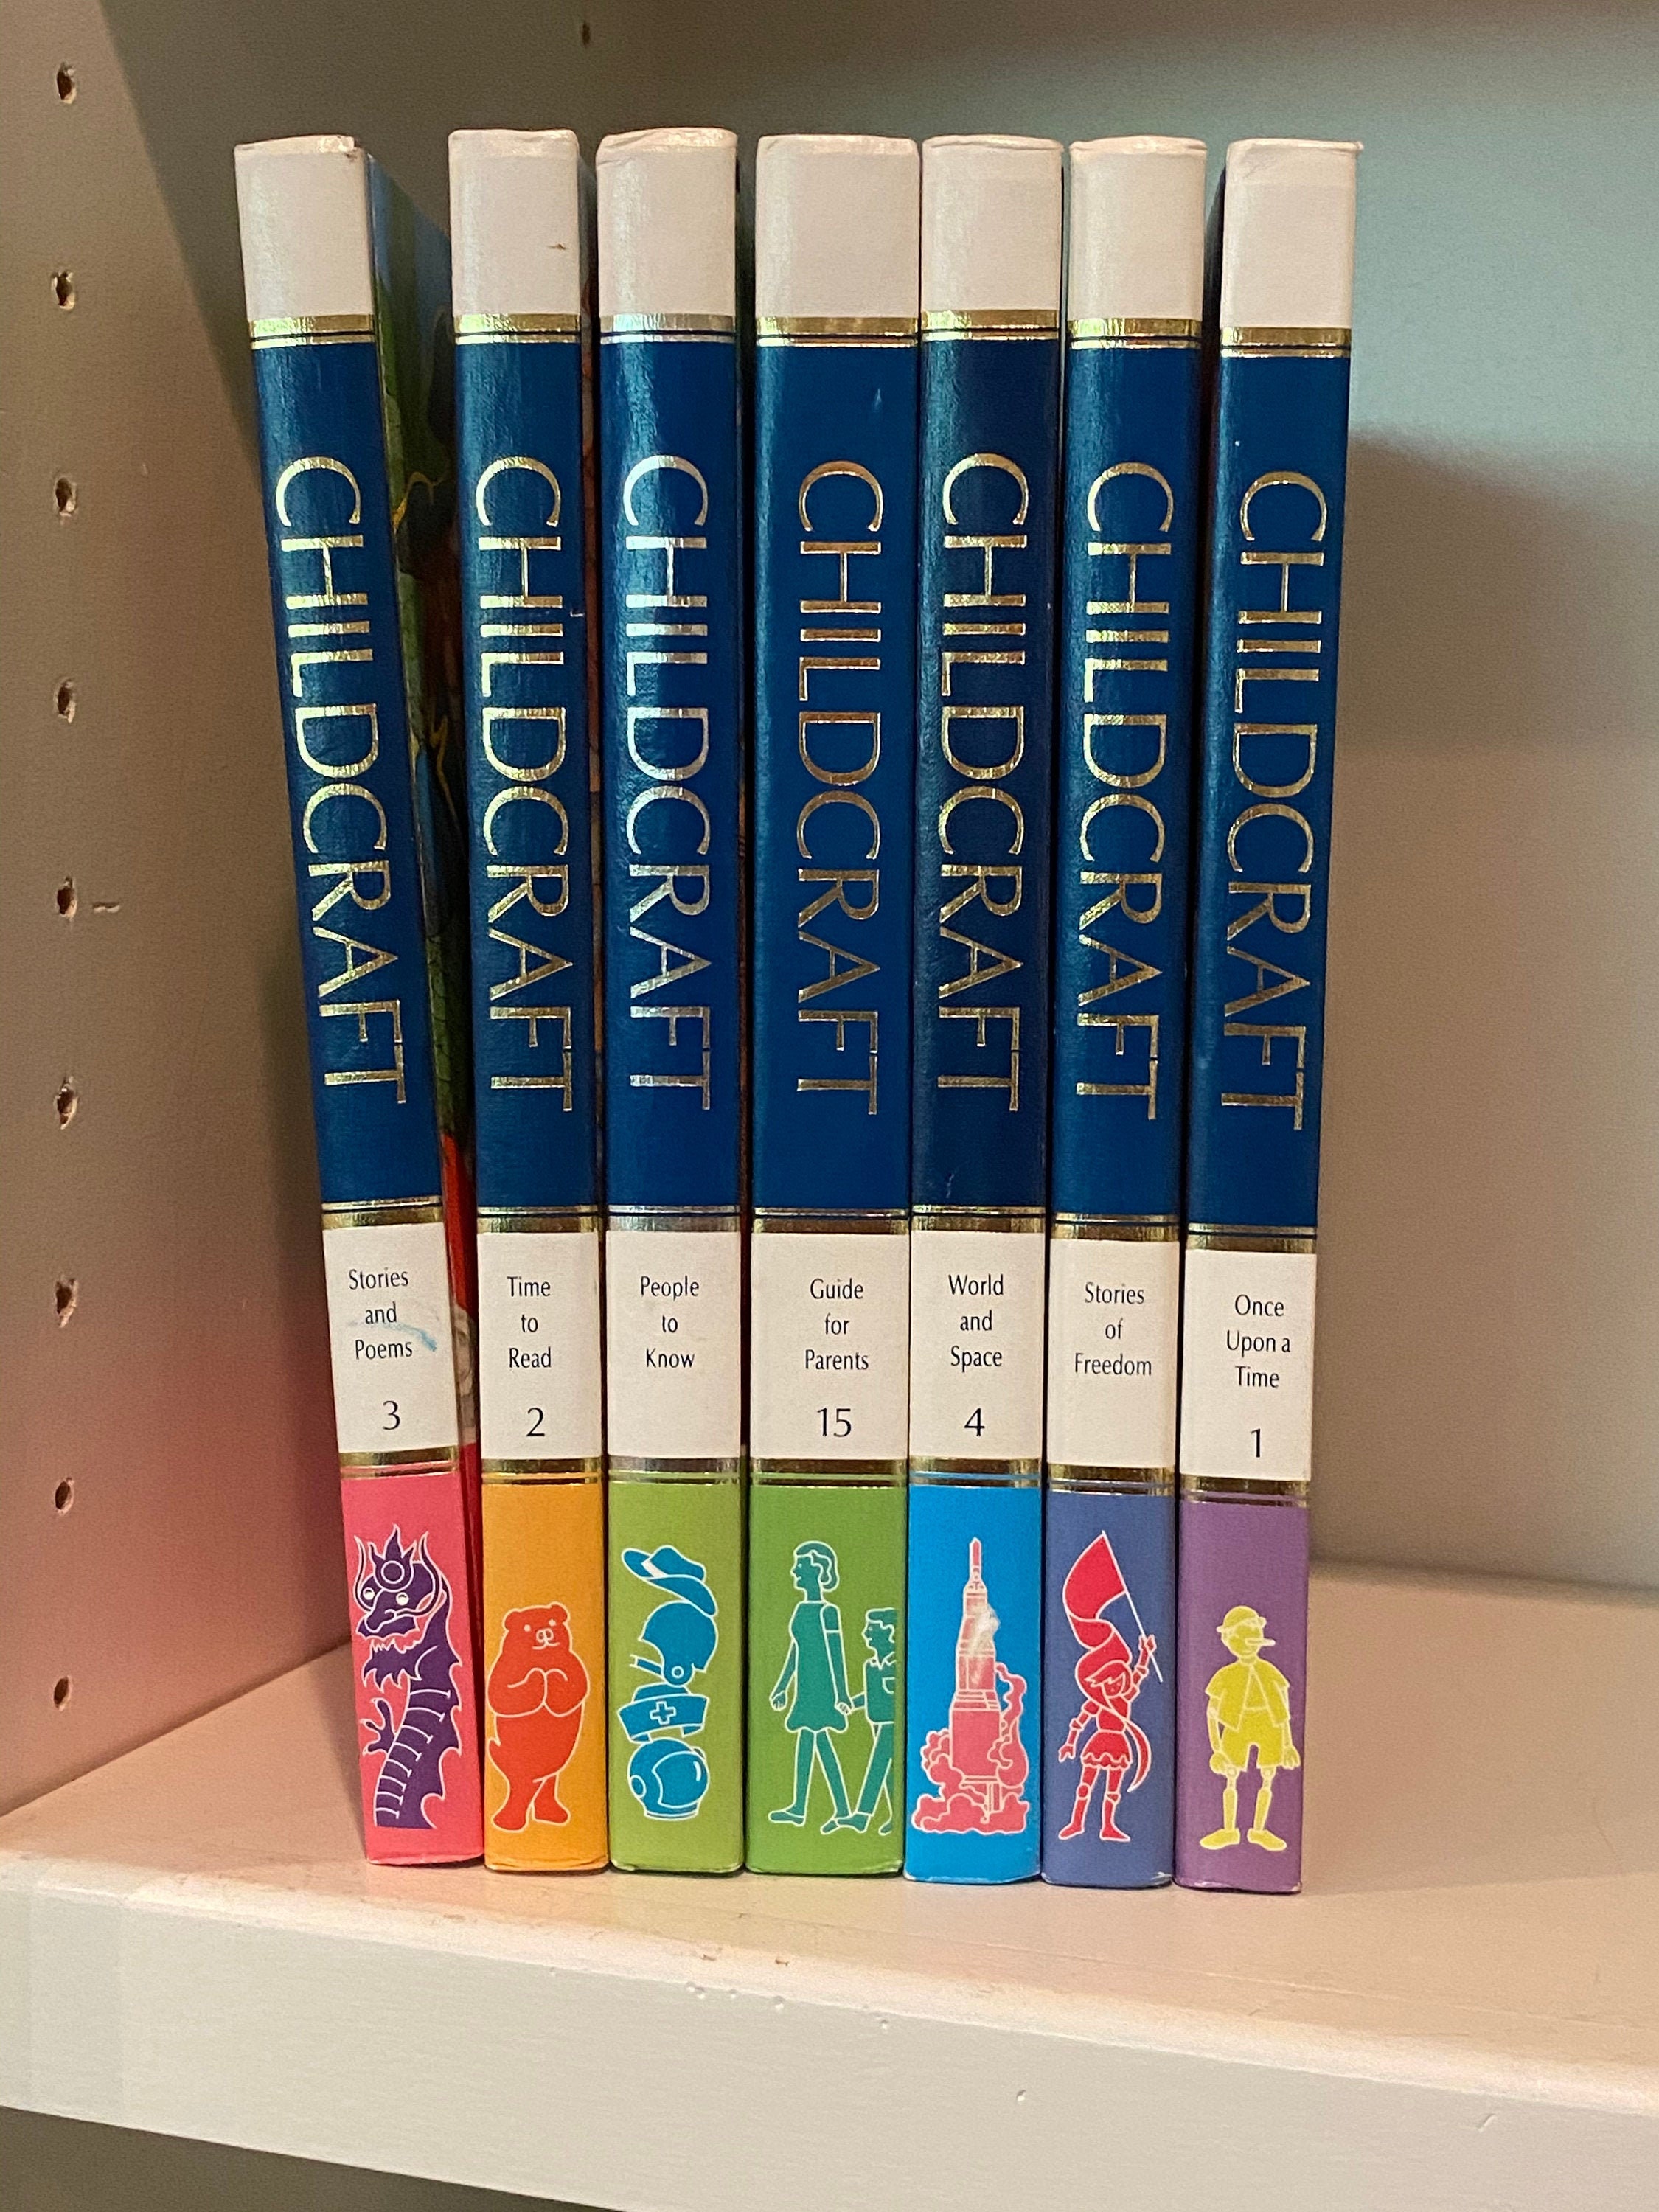 CHILDCRAFT
Stories
and
Poems
3
CHILDCRAFT
Time
to
Read
2
CHILDCRAFT
People
to
Know
CHILDCRAFT
Guide
for
Parents
15
CHILDCRAFT
World
and
Space
4
CHILDCRAFT
Stories
of
Freedom
CHILDCRAFT
Once
Upon a
Time
1